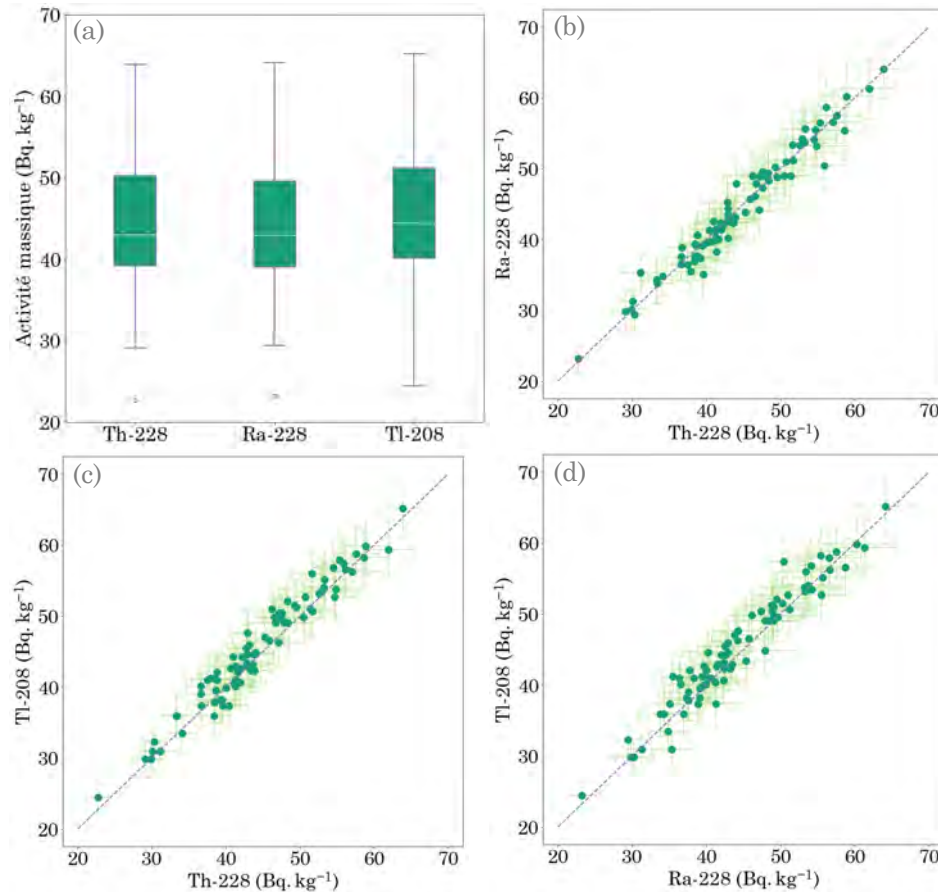 (a)
Activité massique (Bq. kg⁻¹)
70
60
50
40
30
20
Th-228 Ra-228 Tl-208
(b)
Ra-228 (Bq. kg⁻¹)
70
60
50
40
30
20
20 30 40 50 60 70
Th-228 (Bq. kg⁻¹)
(c)
Tl-208 (Bq. kg⁻¹)
70
60
50
40
30
20
20 30 40 50 60 70
Th-228 (Bq. kg⁻¹)
(d)
Tl-208 (Bq. kg⁻¹)
70
60
50
40
30
20
20 30 40 50 60 70
Ra-228 (Bq. kg⁻¹)